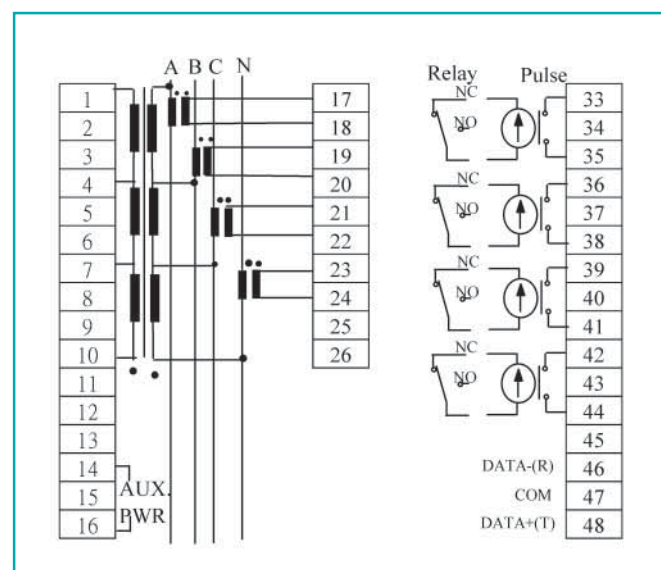 A B C N
1
2
3
4
5
6
7
8
9
10
11
12
13
14
15
16
AUX.
PWR
17
18
19
20
21
22
23
24
25
26
Relay Pulse
NC
NO
NC
NO
NC
NO
NC
NO
33
34
35
36
37
38
39
40
41
42
43
44
45
DATA-(R) 46
COM 47
DATA+(T) 48